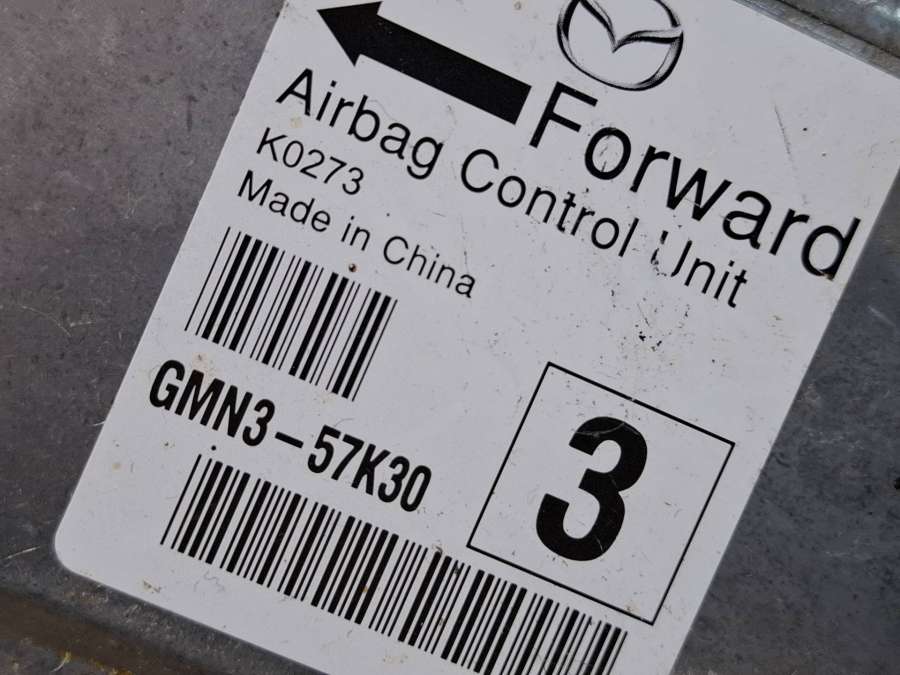 Forward
Airbag Control Unit
K0273
Made in China
GMN3-57K30
3